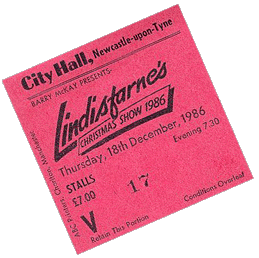 City Hall, Newcastle-upon-Tyne
BARRY McKAY PRESENTS-
Lindisfarne's
CHRISTMAS SHOW 1986
Thursday, 18th December, 1986
Evening 7.30
STALLS
£7.00
17
V
Conditions Overleaf
Retain This Portion